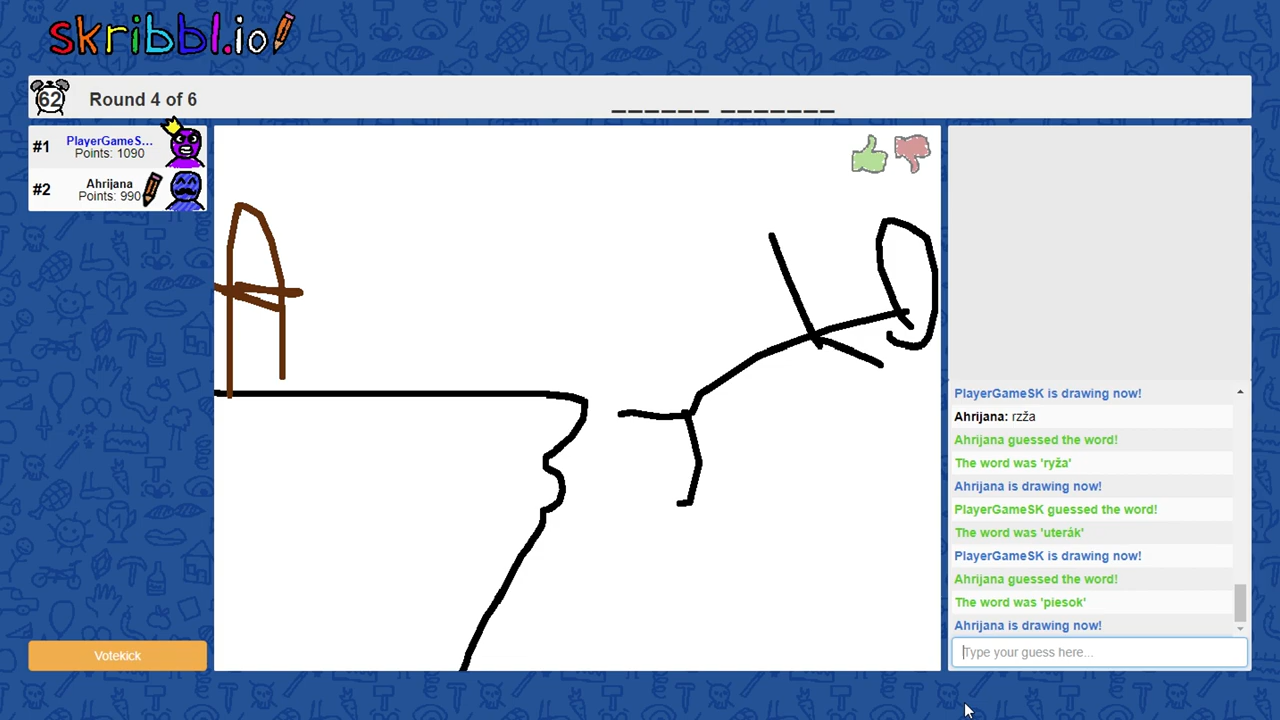 skribbl.io
62
Round 4 of 6
______ _______
#1
PlayerGameS...
Points: 1090
#2
Ahrijana
Points: 990
Votekick
PlayerGameSK is drawing now!
Ahrijana: rzža
Ahrijana guessed the word!
The word was 'ryža'
Ahrijana is drawing now!
PlayerGameSK guessed the word!
The word was 'uterák'
PlayerGameSK is drawing now!
Ahrijana guessed the word!
The word was 'piesok'
Ahrijana is drawing now!
Type your guess here...